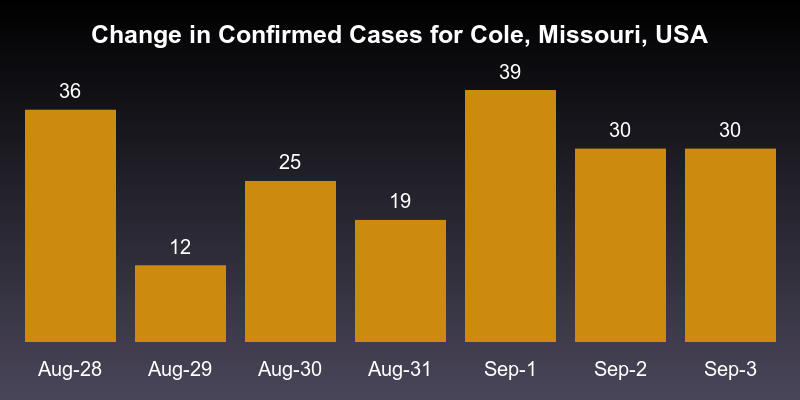 Change in Confirmed Cases for Cole, Missouri, USA
36
12
25
19
39
30
30
Aug-28
Aug-29
Aug-30
Aug-31
Sep-1
Sep-2
Sep-3